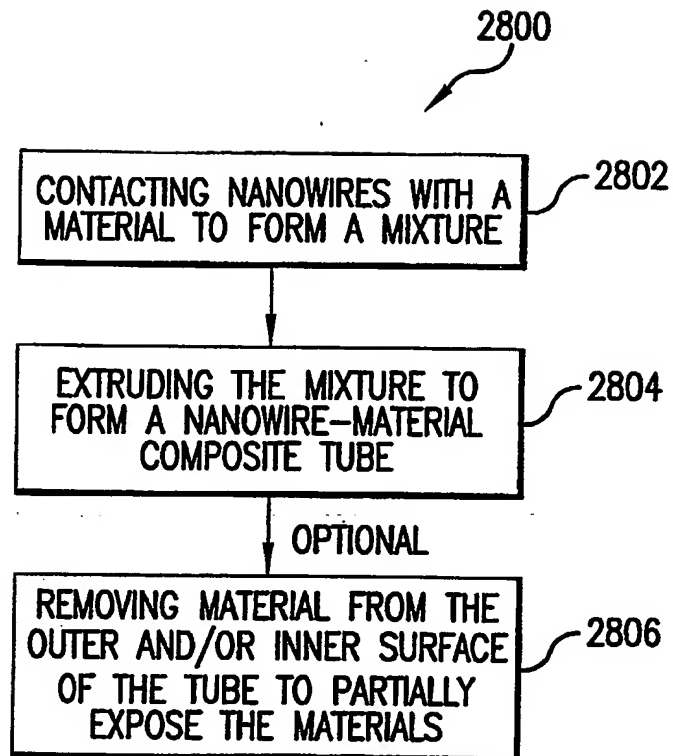 2800
CONTACTING NANOWIRES WITH A
MATERIAL TO FORM A MIXTURE
2802
EXTRUDING THE MIXTURE TO
FORM A NANOWIRE–MATERIAL
COMPOSITE TUBE
2804
OPTIONAL
REMOVING MATERIAL FROM THE
OUTER AND/OR INNER SURFACE
OF THE TUBE TO PARTIALLY
EXPOSE THE MATERIALS
2806